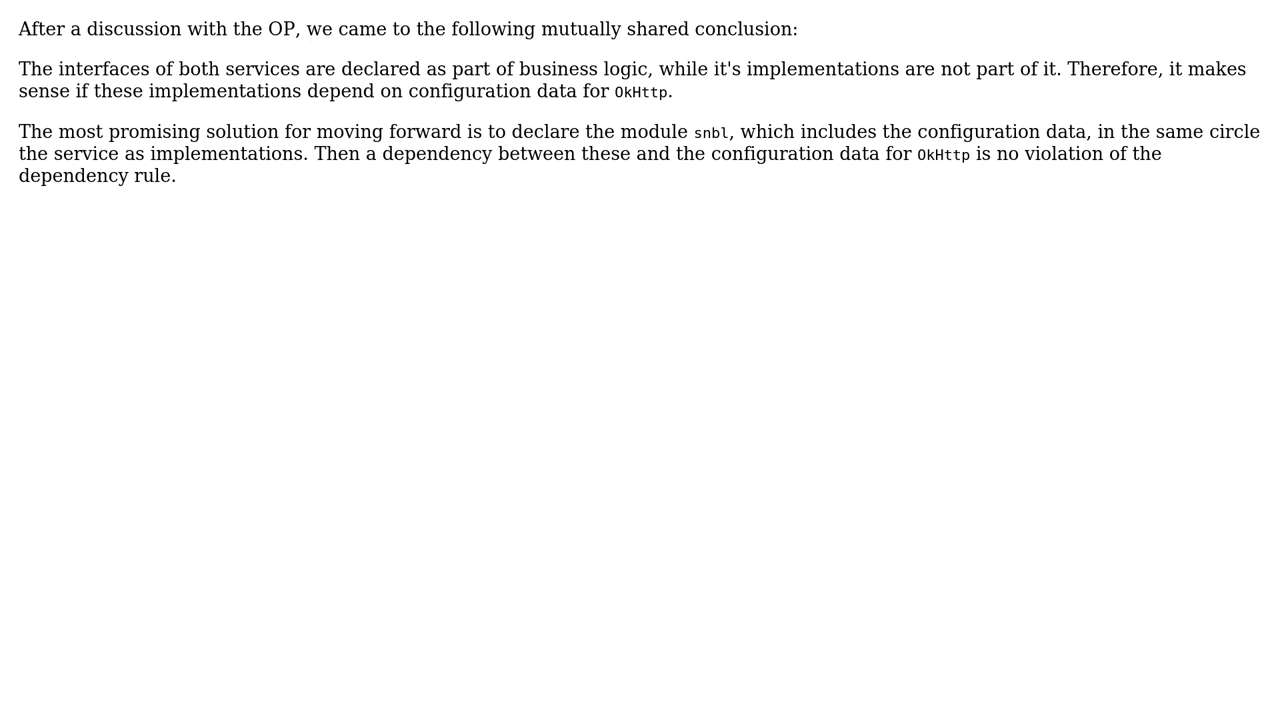 After a discussion with the OP, we came to the following mutually shared conclusion:
The interfaces of both services are declared as part of business logic, while it's implementations are not part of it. Therefore, it makes
sense if these implementations depend on configuration data for OkHttp.
The most promising solution for moving forward is to declare the module snbl, which includes the configuration data, in the same circle
the service as implementations. Then a dependency between these and the configuration data for OkHttp is no violation of the
dependency rule.